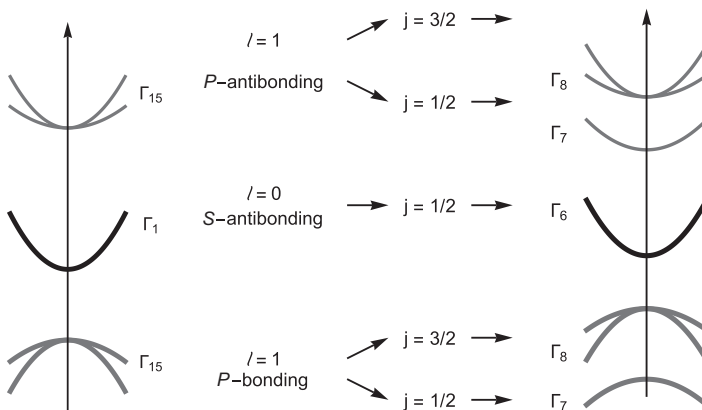 Γ15
Γ1
Γ15
l = 1
P–antibonding
j = 3/2
j = 1/2
l = 0
S-antibonding
j = 1/2
l = 1
P–bonding
j = 3/2
j = 1/2
Γ8
Γ7
Γ6
Γ8
Γ7